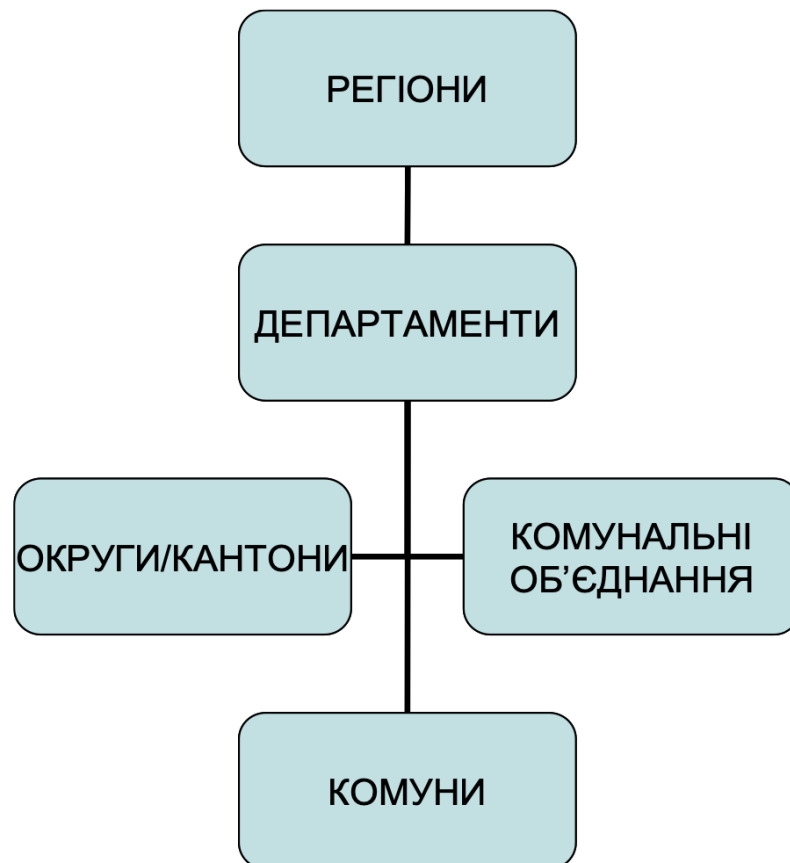 РЕГІОНИ
ДЕПАРТАМЕНТИ
ОКРУГИ/КАНТОНИ
КОМУНАЛЬНІ
ОБ’ЄДНАННЯ
КОМУНИ